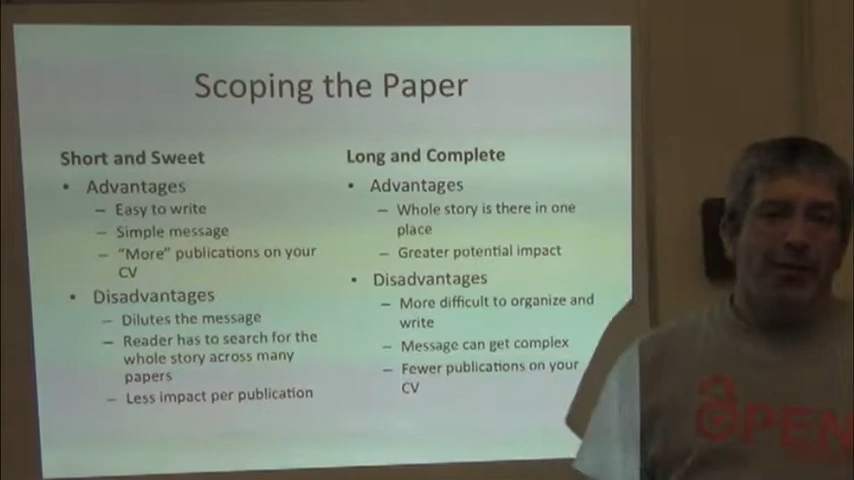 Scoping the Paper
Short and Sweet
• Advantages
– Easy to write
– Simple message
– “More” publications on your
CV
• Disadvantages
– Dilutes the message
– Reader has to search for the
whole story across many
papers
– Less impact per publication
Long and Complete
• Advantages
– Whole story is there in one
place
– Greater potential impact
• Disadvantages
– More difficult to organize and
write
– Message can get complex
– Fewer publications on your
CV
OPEN